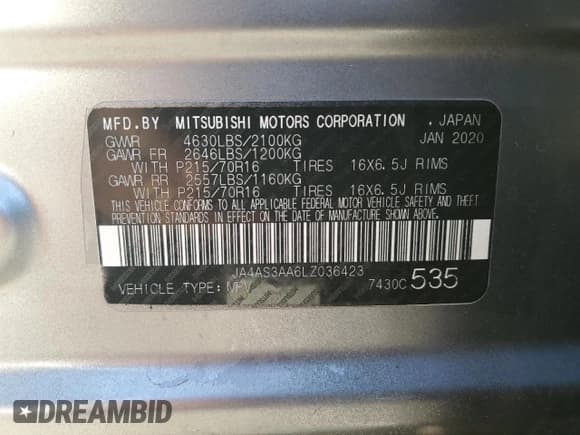 MFD.BY MITSUBISHI MOTORS CORPORATION . JAPAN
GVWR 4630LBS/2100KG JAN 2020
GAWR FR 2646LBS/1200KG
WITH P215/70R16 TIRES 16X6.5J RIMS
GAWR RR 2557LBS/1160KG
WITH P215/70R16 TIRES 16X6.5J RIMS
THIS VEHICLE CONFORMS TO ALL APPLICABLE FEDERAL MOTOR VEHICLE SAFETY AND THEFT
PREVENTION STANDARDS IN EFFECT ON THE DATE OF MANUFACTURE SHOWN ABOVE.
JA4AS3AA6LZ036423
VEHICLE TYPE: MPV 7430C 535
DREAMBID